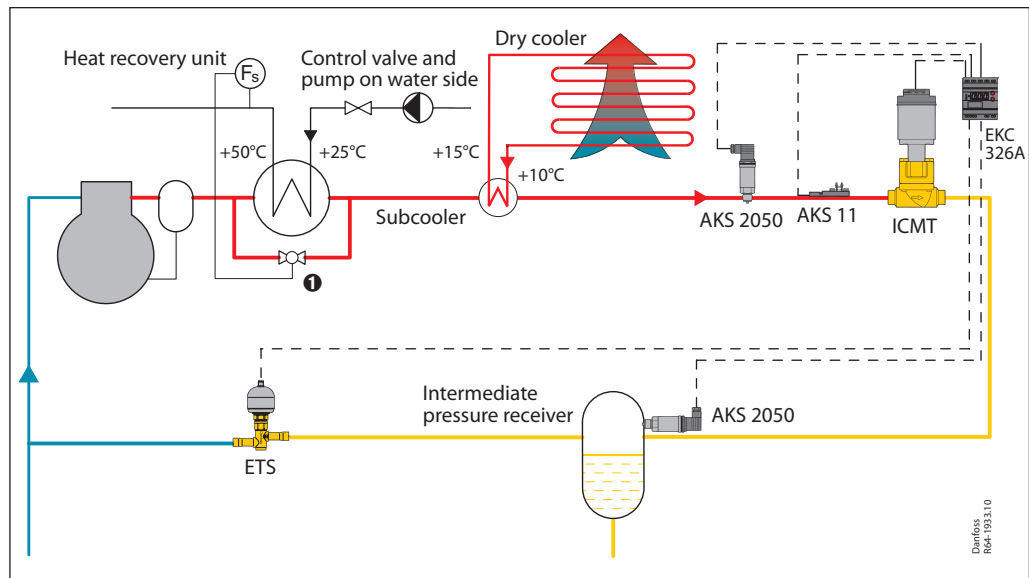 Heat recovery unit
Fs
Control valve and
pump on water side
Dry cooler
+50°C
+25°C
+15°C
+10°C
EKC
326A
Subcooler
AKS 2050
AKS 11
ICMT
❶
Intermediate
pressure receiver
AKS 2050
ETS
Danfoss
R64-1933.10